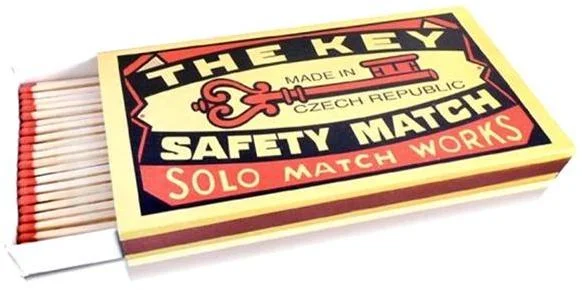 THE KEY
MADE IN
CZECH REPUBLIC
SAFETY MATCH
SOLO MATCH WORKS